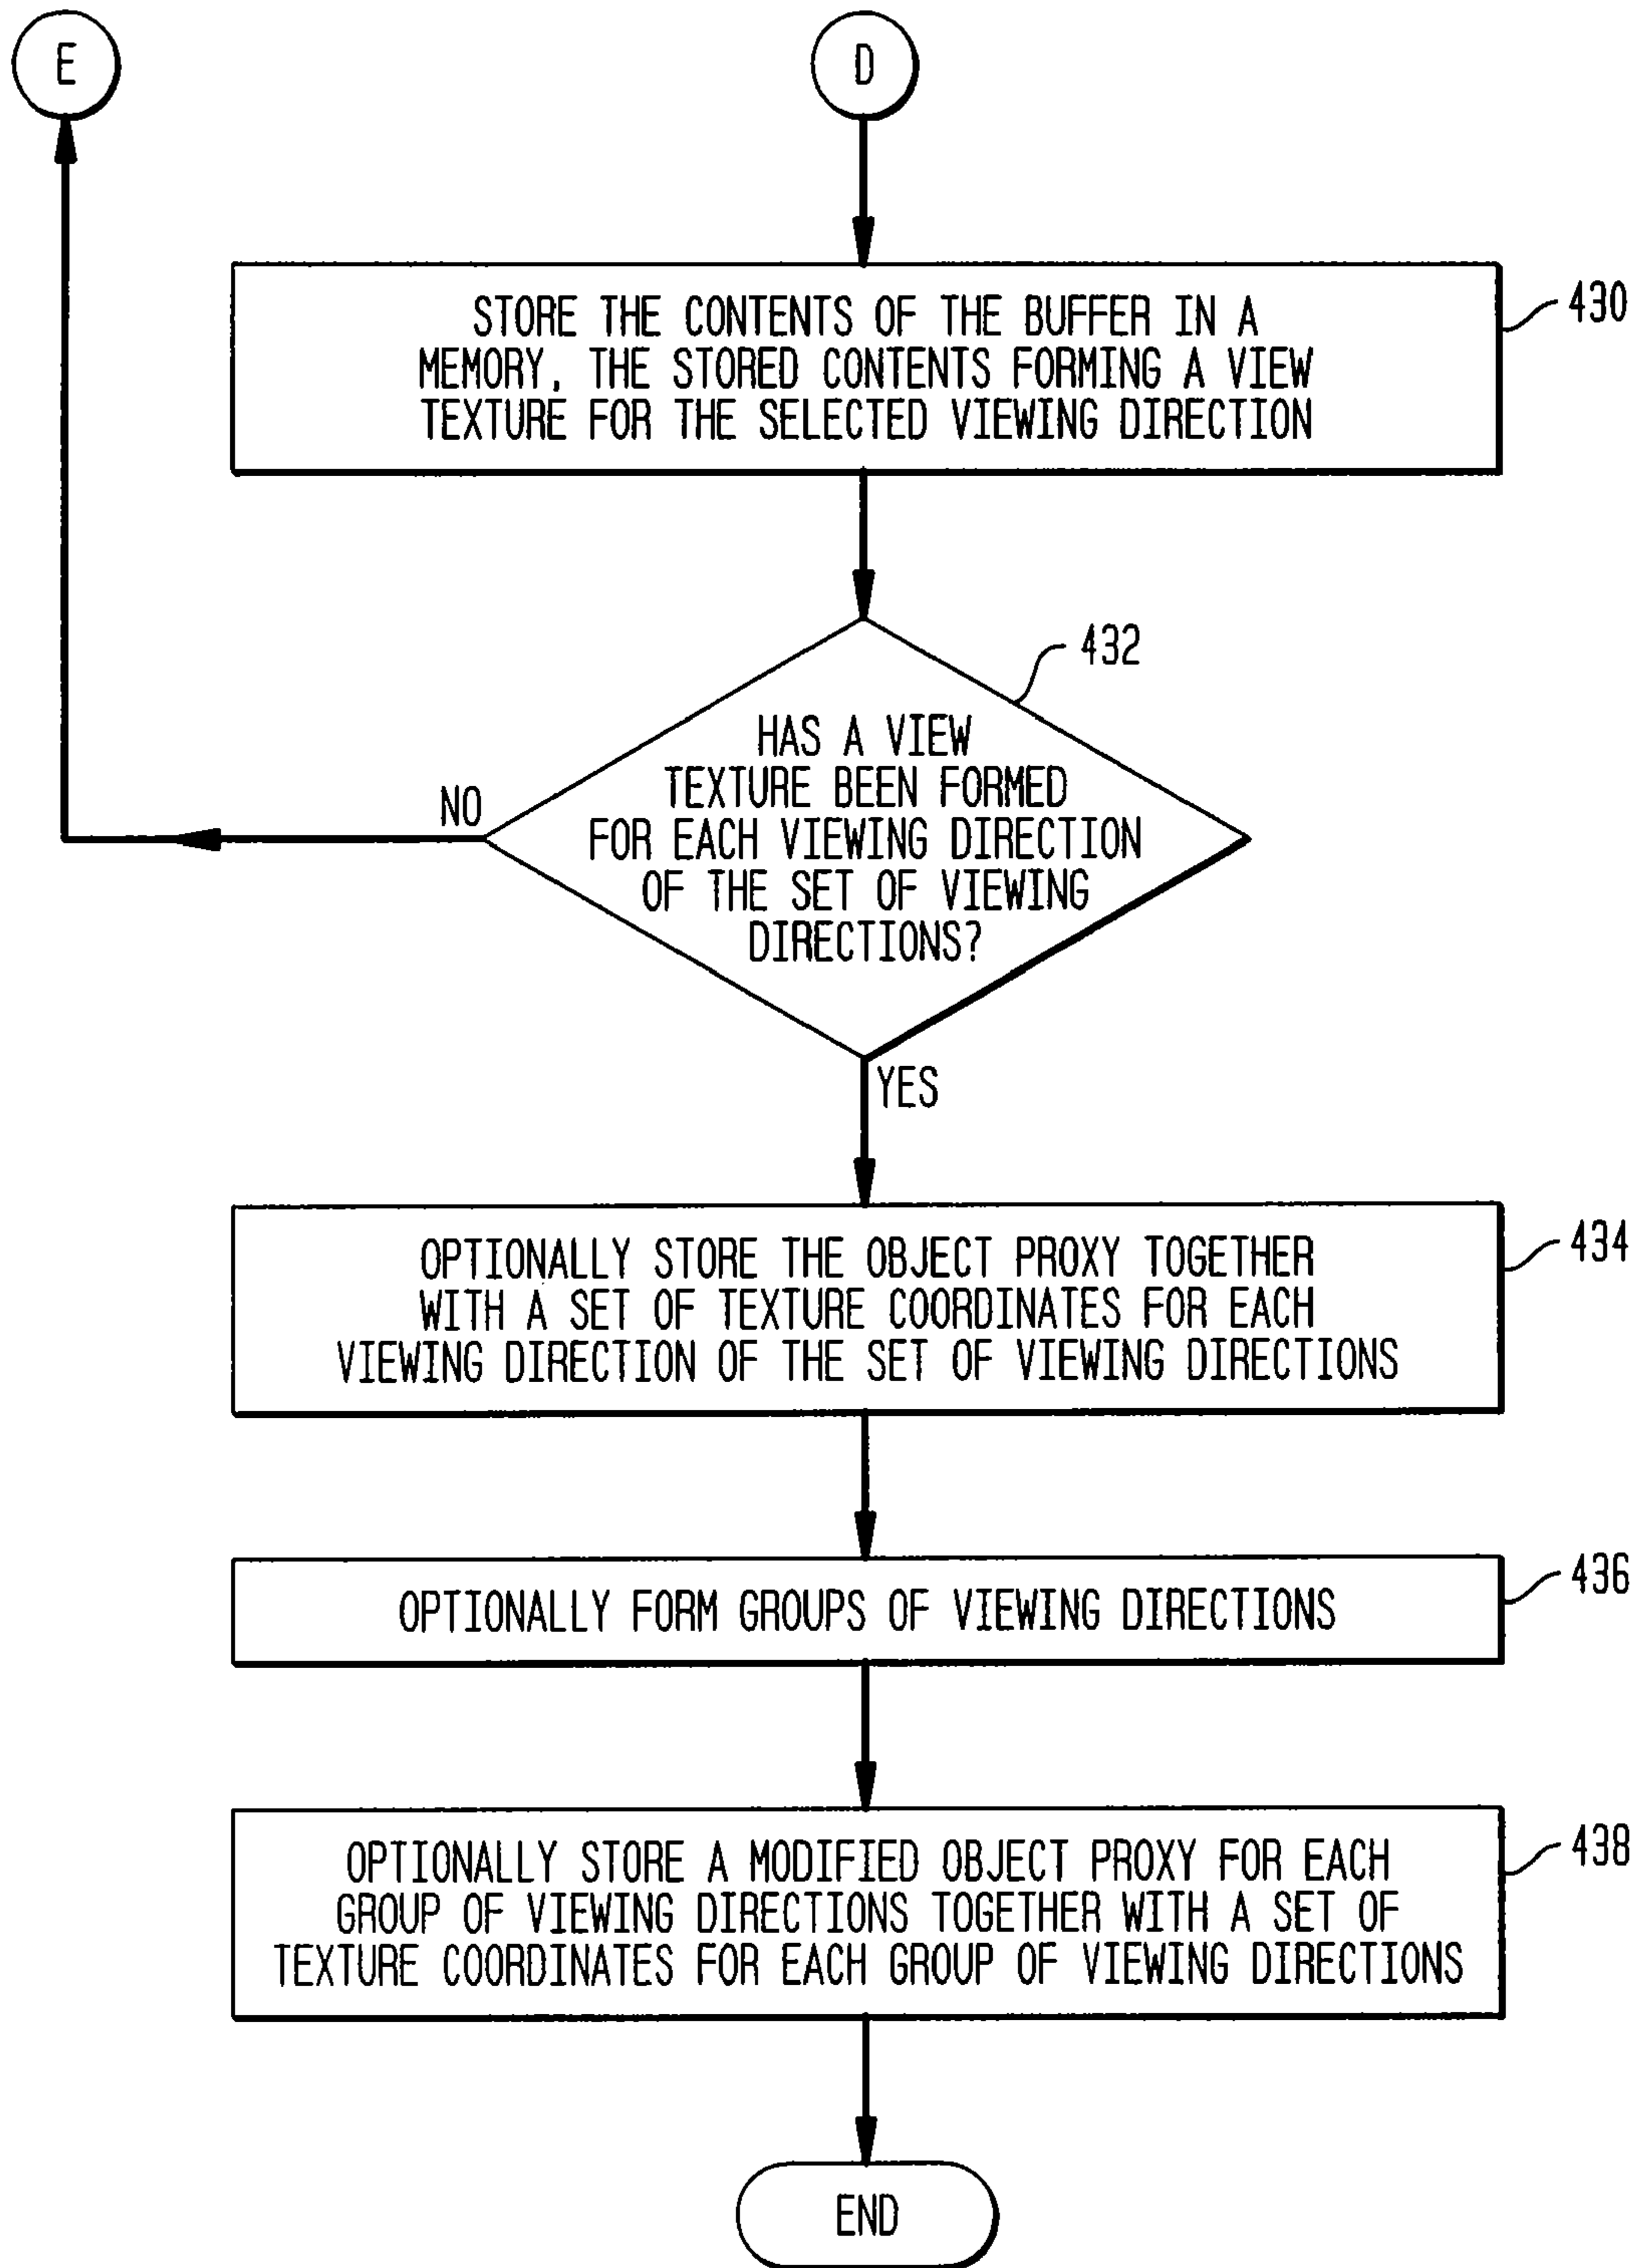 E
D
STORE THE CONTENTS OF THE BUFFER IN A
MEMORY, THE STORED CONTENTS FORMING A VIEW
TEXTURE FOR THE SELECTED VIEWING DIRECTION
430
432
HAS A VIEW
TEXTURE BEEN FORMED
FOR EACH VIEWING DIRECTION
OF THE SET OF VIEWING
DIRECTIONS?
NO
YES
OPTIONALLY STORE THE OBJECT PROXY TOGETHER
WITH A SET OF TEXTURE COORDINATES FOR EACH
VIEWING DIRECTION OF THE SET OF VIEWING DIRECTIONS
434
OPTIONALLY FORM GROUPS OF VIEWING DIRECTIONS
436
OPTIONALLY STORE A MODIFIED OBJECT PROXY FOR EACH
GROUP OF VIEWING DIRECTIONS TOGETHER WITH A SET OF
TEXTURE COORDINATES FOR EACH GROUP OF VIEWING DIRECTIONS
438
END